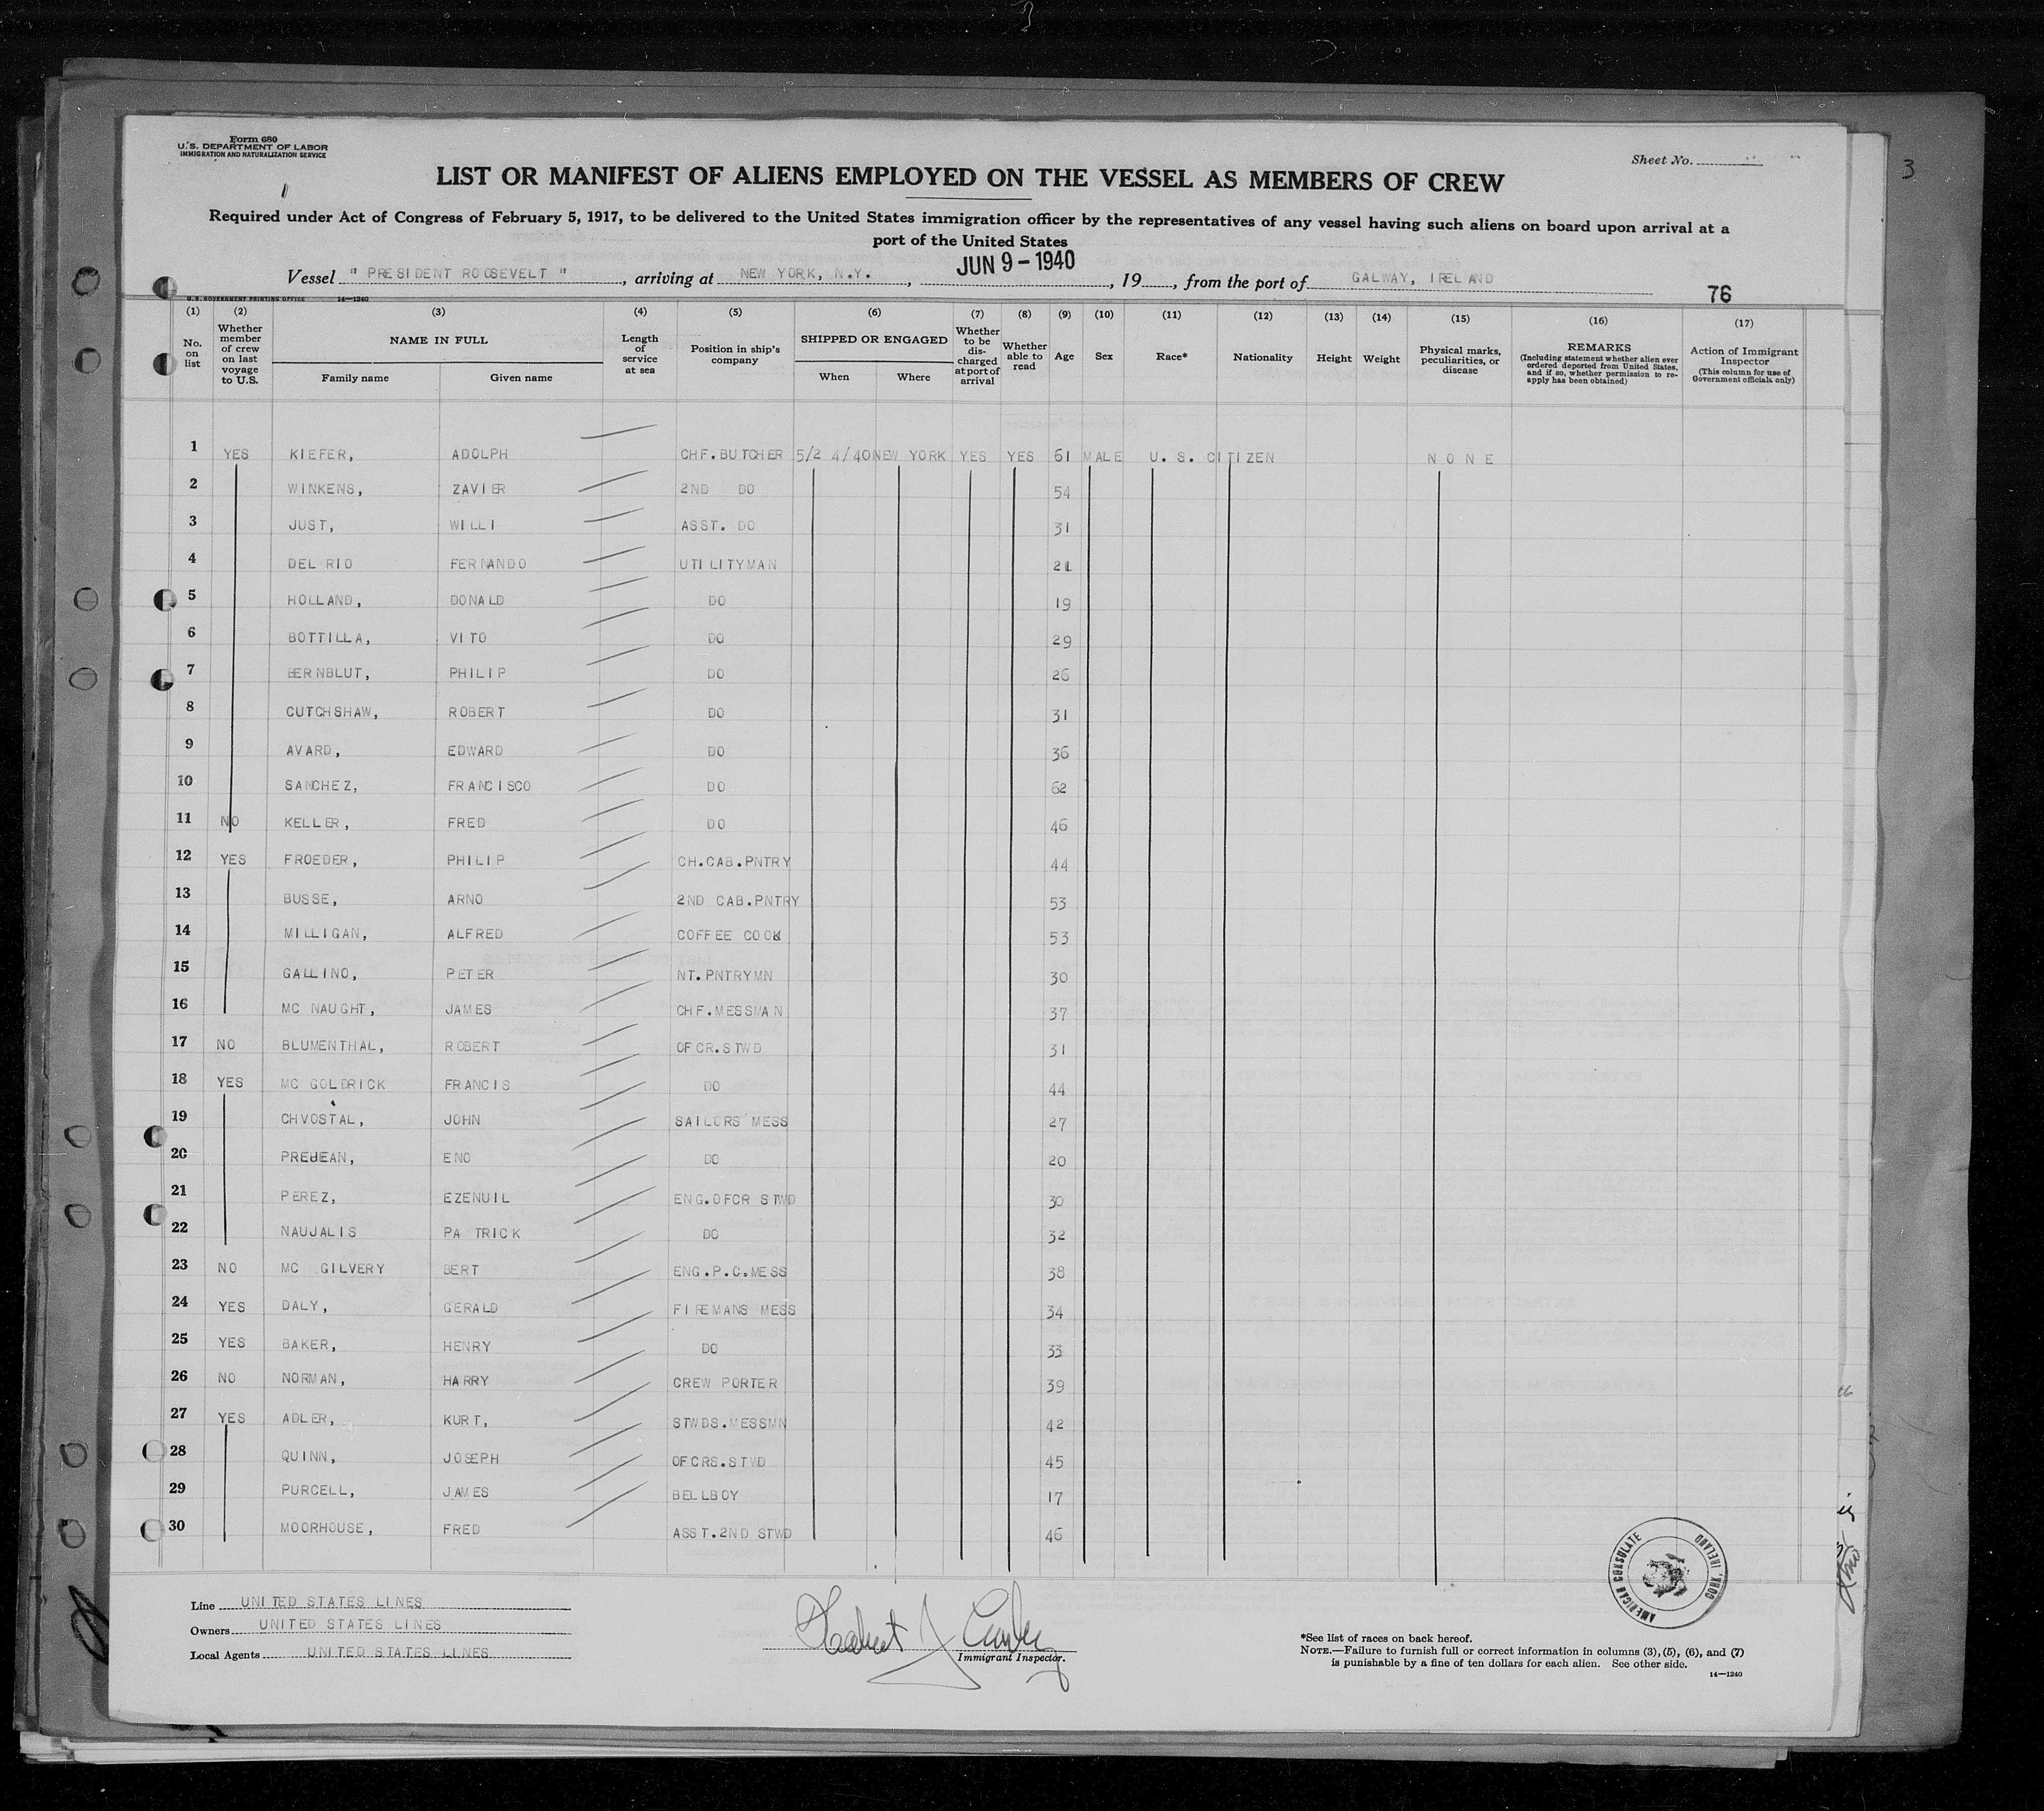 3
Form 680
U.S. DEPARTMENT OF LABOR
IMMIGRATION AND NATURALIZATION SERVICE
Sheet No.
LIST OR MANIFEST OF ALIENS EMPLOYED ON THE VESSEL AS MEMBERS OF CREW
Required under Act of Congress of February 5, 1917, to be delivered to the United States immigration officer by the representatives of any vessel having such aliens on board upon arrival at a
port of the United States
Vessel " PRESIDENT ROOSEVELT ", arriving at NEW YORK, N.Y., JUN 9 - 1940, 19, from the port of GALWAY, IRELAND
76
U.S. GOVERNMENT PRINTING OFFICE 14—1240
(1) (2) (3) (4) (5) (6) (7) (8) (9) (10) (11) (12) (13) (14) (15) (16) (17)
No. on list
Whether member of crew on last voyage to U.S.
NAME IN FULL
Family name Given name
Length of service at sea
Position in ship's company
SHIPPED OR ENGAGED
When Where
Whether to be discharged at port of arrival
Whether able to read
Age
Sex
Race*
Nationality
Height
Weight
Physical marks, peculiarities, or disease
REMARKS
(Including statement whether alien ever ordered deported from United States, and if so, whether permission to re-apply has been obtained)
Action of Immigrant Inspector
(This column for use of Government officials only)
1 YES KIEFER, ADOLPH CHF.BUTCHER 5/2 4/40 NEW YORK YES YES 61 MALE U. S. CITIZEN N O N E
2 WINKENS, ZAVIER 2ND DO 54
3 JUST, WILLI ASST. DO 31
4 DEL RIO FERNANDO UTILITYMAN 21
5 HOLLAND, DONALD DO 19
6 BOTTILLA, VITO DO 29
7 BERNBLUT, PHILIP DO 26
8 CUTCHSHAW, ROBERT DO 31
9 AVARD, EDWARD DO 36
10 SANCHEZ, FRANCISCO DO 62
11 NO KELLER, FRED DO 46
12 YES FROEDER, PHILIP CH.CAB.PNTRY 44
13 BUSSE, ARNO 2ND CAB.PNTRY 53
14 MILLIGAN, ALFRED COFFEE COOK 53
15 GALLINO, PETER NT.PNTRYMN 30
16 MC NAUGHT, JAMES CHF.MESSMAN 37
17 NO BLUMENTHAL, ROBERT OFCR.STWD 31
18 YES MC GOLDRICK FRANCIS DO 44
19 CHVOSTAL, JOHN SAILORS'MESS 27
20 PREJEAN, ENO DO 20
21 PEREZ, EZENUIL ENG.OFCR STWD 30
22 NAUJALIS PATRICK DO 32
23 NO MC GILVERY BERT ENG.P.O.MESS 38
24 YES DALY, GERALD FIREMANS MESS 34
25 YES BAKER, HENRY DO 33
26 NO NORMAN, HARRY CREW PORTER 39
27 YES ADLER, KURT, STWDS.MESSMN 42
28 QUINN, JOSEPH OFCRS.STWD 45
29 PURCELL, JAMES BELLBOY 17
30 MOORHOUSE, FRED ASST.2ND STWD 46
Line UNITED STATES LINES
Owners UNITED STATES LINES
Local Agents UNITED STATES LINES
Immigrant Inspector.
AMERICAN CONSULATE
CORK, IRELAND
*See list of races on back hereof.
NOTE.—Failure to furnish full or correct information in columns (3), (5), (6), and (7)
is punishable by a fine of ten dollars for each alien. See other side.
14—1240